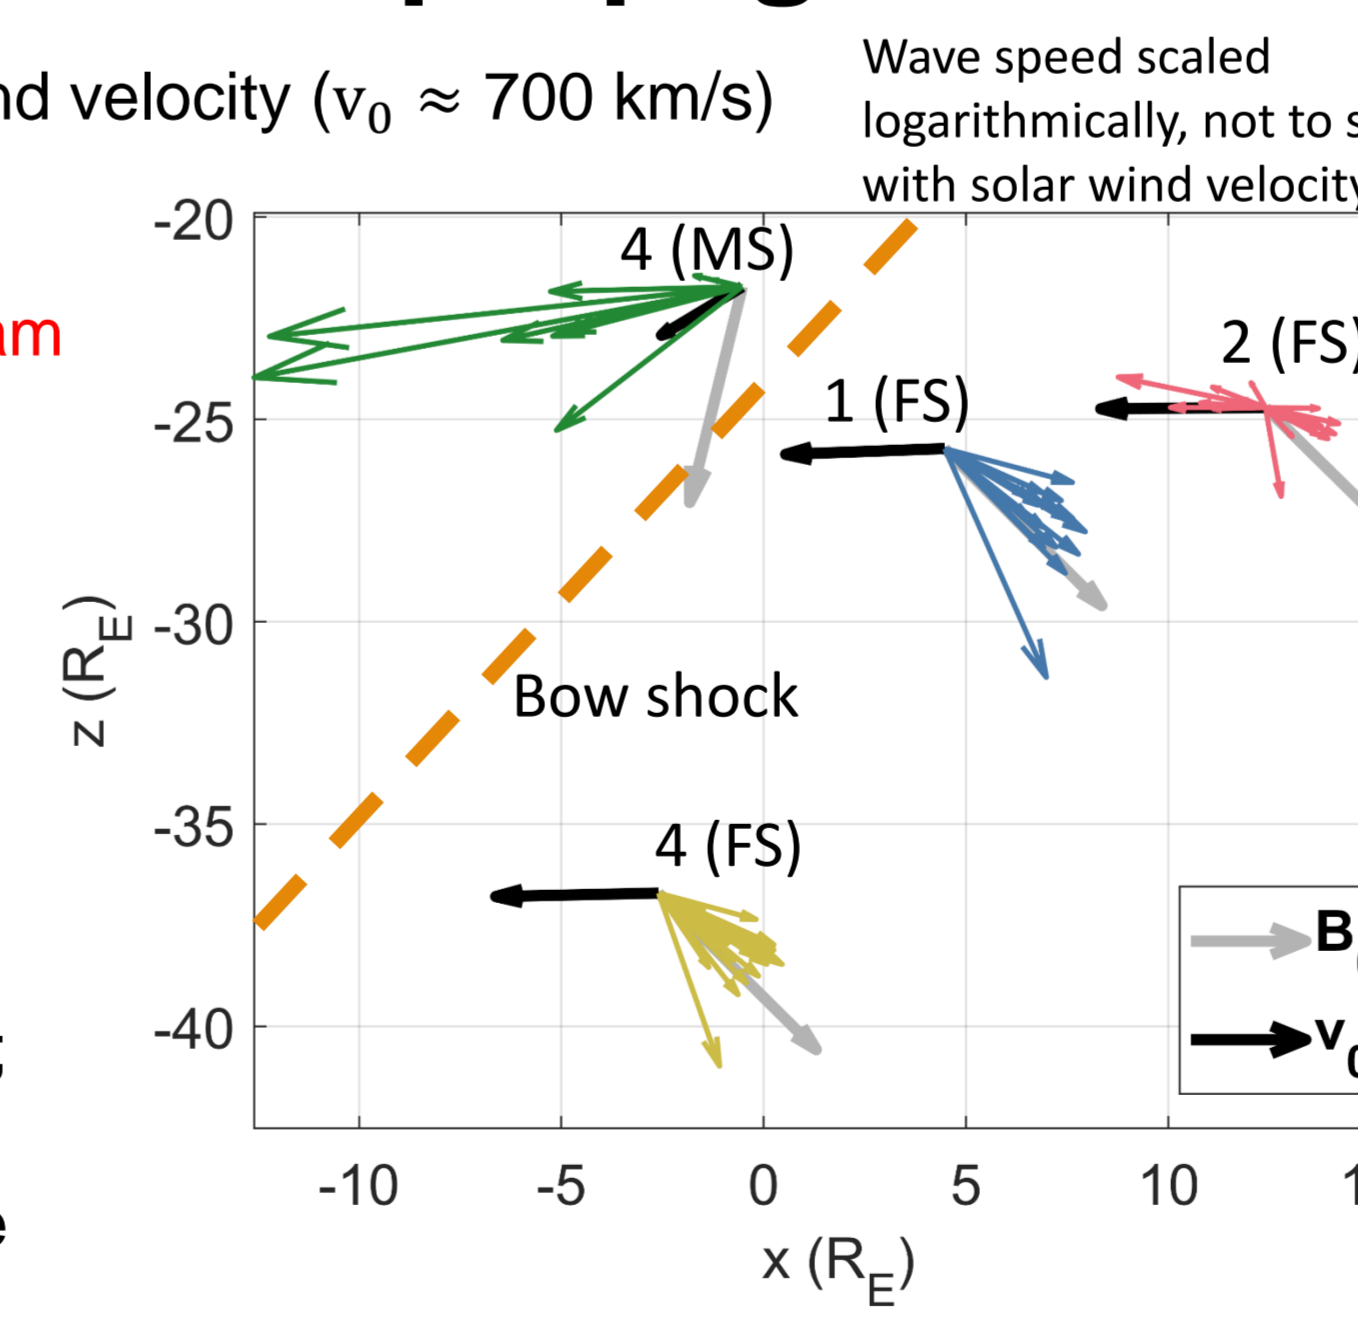 nd velocity (v₀ ≈ 700 km/s)
Wave speed scaled
logarithmically, not to s
with solar wind velocity
am
-20
-25
-30
-35
-40
z (R_E)
4 (MS)
2 (FS)
1 (FS)
Bow shock
4 (FS)
B
v₀
-10 -5 0 5 10 1
x (R_E)